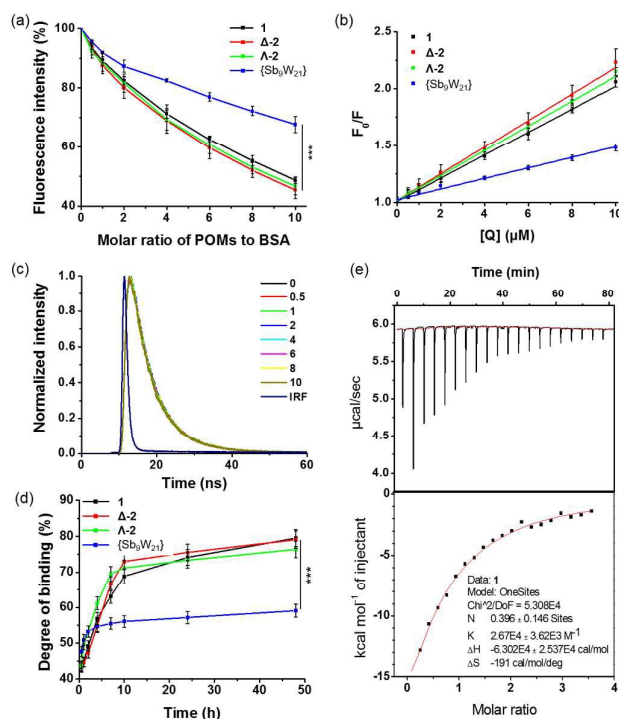 (a)
100
80
60
40
Fluorescence intensity (%)
1
Δ-2
Λ-2
{Sb₉W₂₁}
***
0 2 4 6 8 10
Molar ratio of POMs to BSA
(b)
2.5
2.0
1.5
1.0
F₀/F
1
Δ-2
Λ-2
{Sb₉W₂₁}
0 2 4 6 8 10
[Q] (μM)
(c)
1.0
0.8
0.6
0.4
0.2
0.0
Normalized intensity
0
0.5
1
2
4
6
8
10
IRF
0 20 40 60
Time (ns)
(d)
90
80
70
60
50
40
Degree of binding (%)
1
Δ-2
Λ-2
{Sb₉W₂₁}
***
0 10 20 30 40 50
Time (h)
(e)
Time (min)
0 20 40 60 80
6.0
5.5
5.0
4.5
4.0
μcal/sec
0
-5
-10
-15
kcal mol⁻¹ of injectant
Data: 1
Model: OneSites
Chi^2/DoF = 5.308E4
N 0.396 ± 0.146 Sites
K 2.67E4 ± 3.62E3 M⁻¹
ΔH -6.302E4 ± 2.537E4 cal/mol
ΔS -191 cal/mol/deg
0 1 2 3 4
Molar ratio